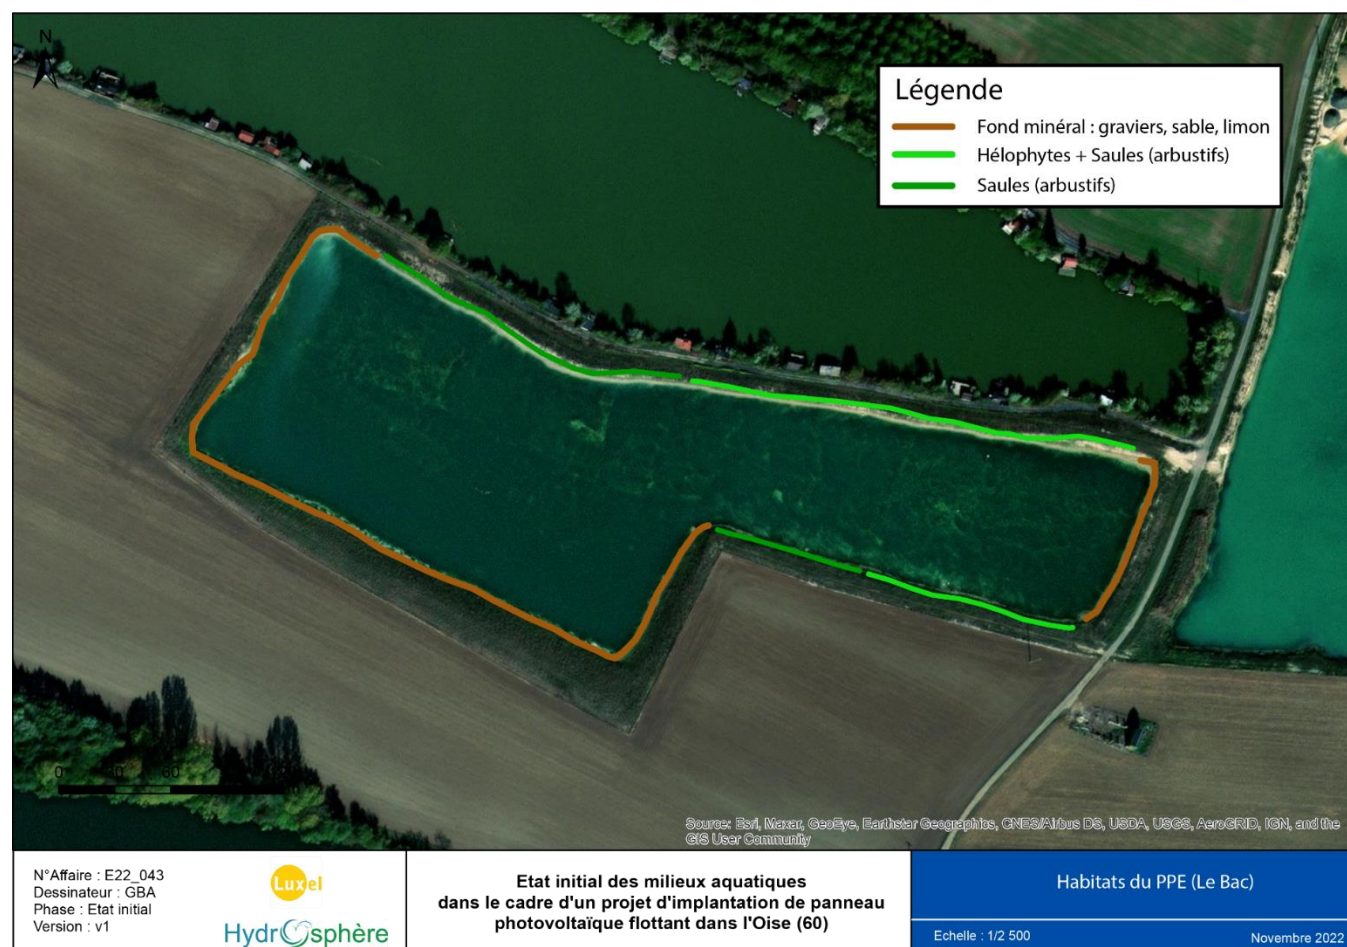 N
Légende
Fond minéral : graviers, sable, limon
Hélophytes + Saules (arbustifs)
Saules (arbustifs)
0
60
Source: Esri, Maxar, GeoEye, Earthstar Geographics, CNES/Airbus DS, USDA, USGS, AeroGRID, IGN, and the
GIS User Community
N°Affaire : E22_043
Dessinateur : GBA
Phase : Etat initial
Version : v1
Luxel
Hydrosphère
Etat initial des milieux aquatiques
dans le cadre d'un projet d'implantation de panneau
photovoltaïque flottant dans l'Oise (60)
Habitats du PPE (Le Bac)
Echelle : 1/2 500
Novembre 2022